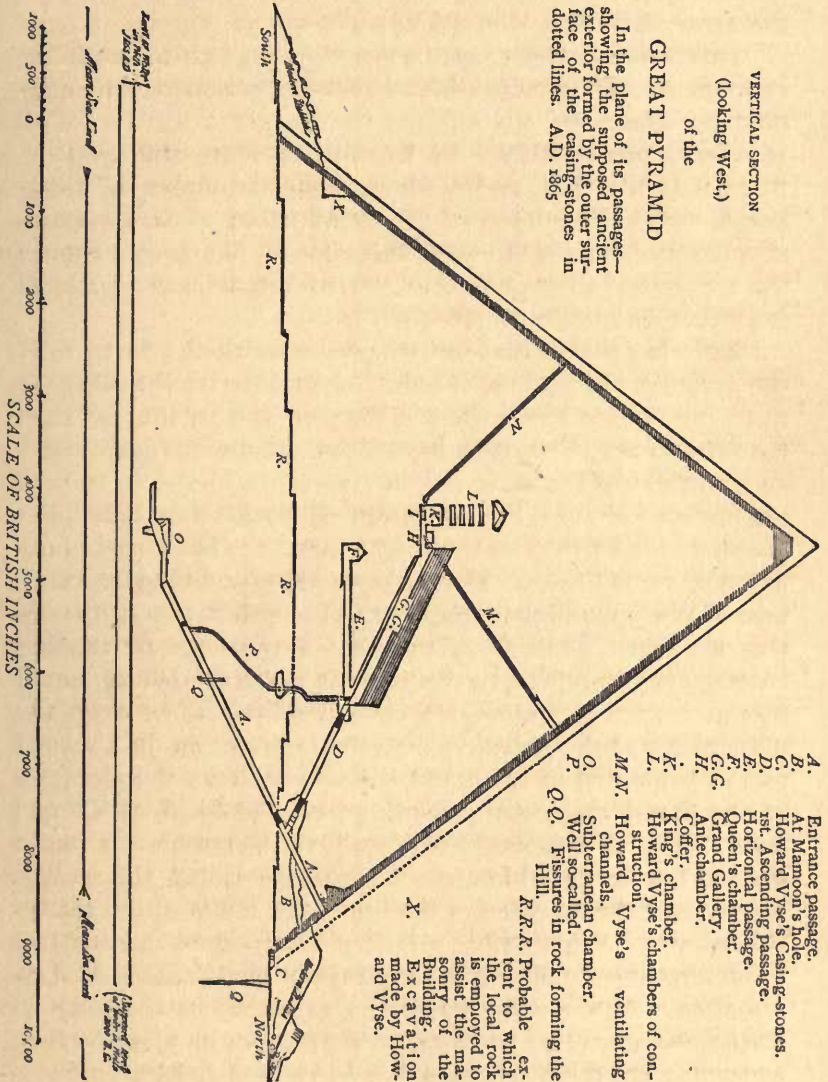 VERTICAL SECTION
(looking West,)
of the
GREAT PYRAMID
In the plane of its passages—
showing the supposed ancient
exterior formed by the outer sur-
face of the casing-stones in
dotted lines. A.D. 1865
A. Entrance passage.
B. At Mamoon's hole.
C. Howard Vyse's Casing-stones.
D. 1st. Ascending passage.
E. Horizontal passage.
F. Queen's chamber.
G.G. Grand Gallery.
H. Antechamber.
Coffer.
K. King's chamber.
L. Howard Vyse's chambers of con-
struction.
M.N. Howard Vyse's ventilating
channels.
O. Subterranean chamber.
P. Well so-called.
Q.Q. Fissures in rock forming the
Hill.
R.R.R. Probable ex-
tent to which
the local rock
is employed to
assist the ma-
sonry of the
Building.
X Excavation
made by How-
ard Vyse.
South
X
R.
R.
R.
N.
L
K
I
H
M.
F
E.
G.G.
D
O
P.
Q
A.
A
B
C
Q
North
Mean Sea Level
Mean Sea Level
1000 500 0 1000 2000 3000 4000 5000 6000 7000 8000 9000
SCALE OF BRITISH INCHES